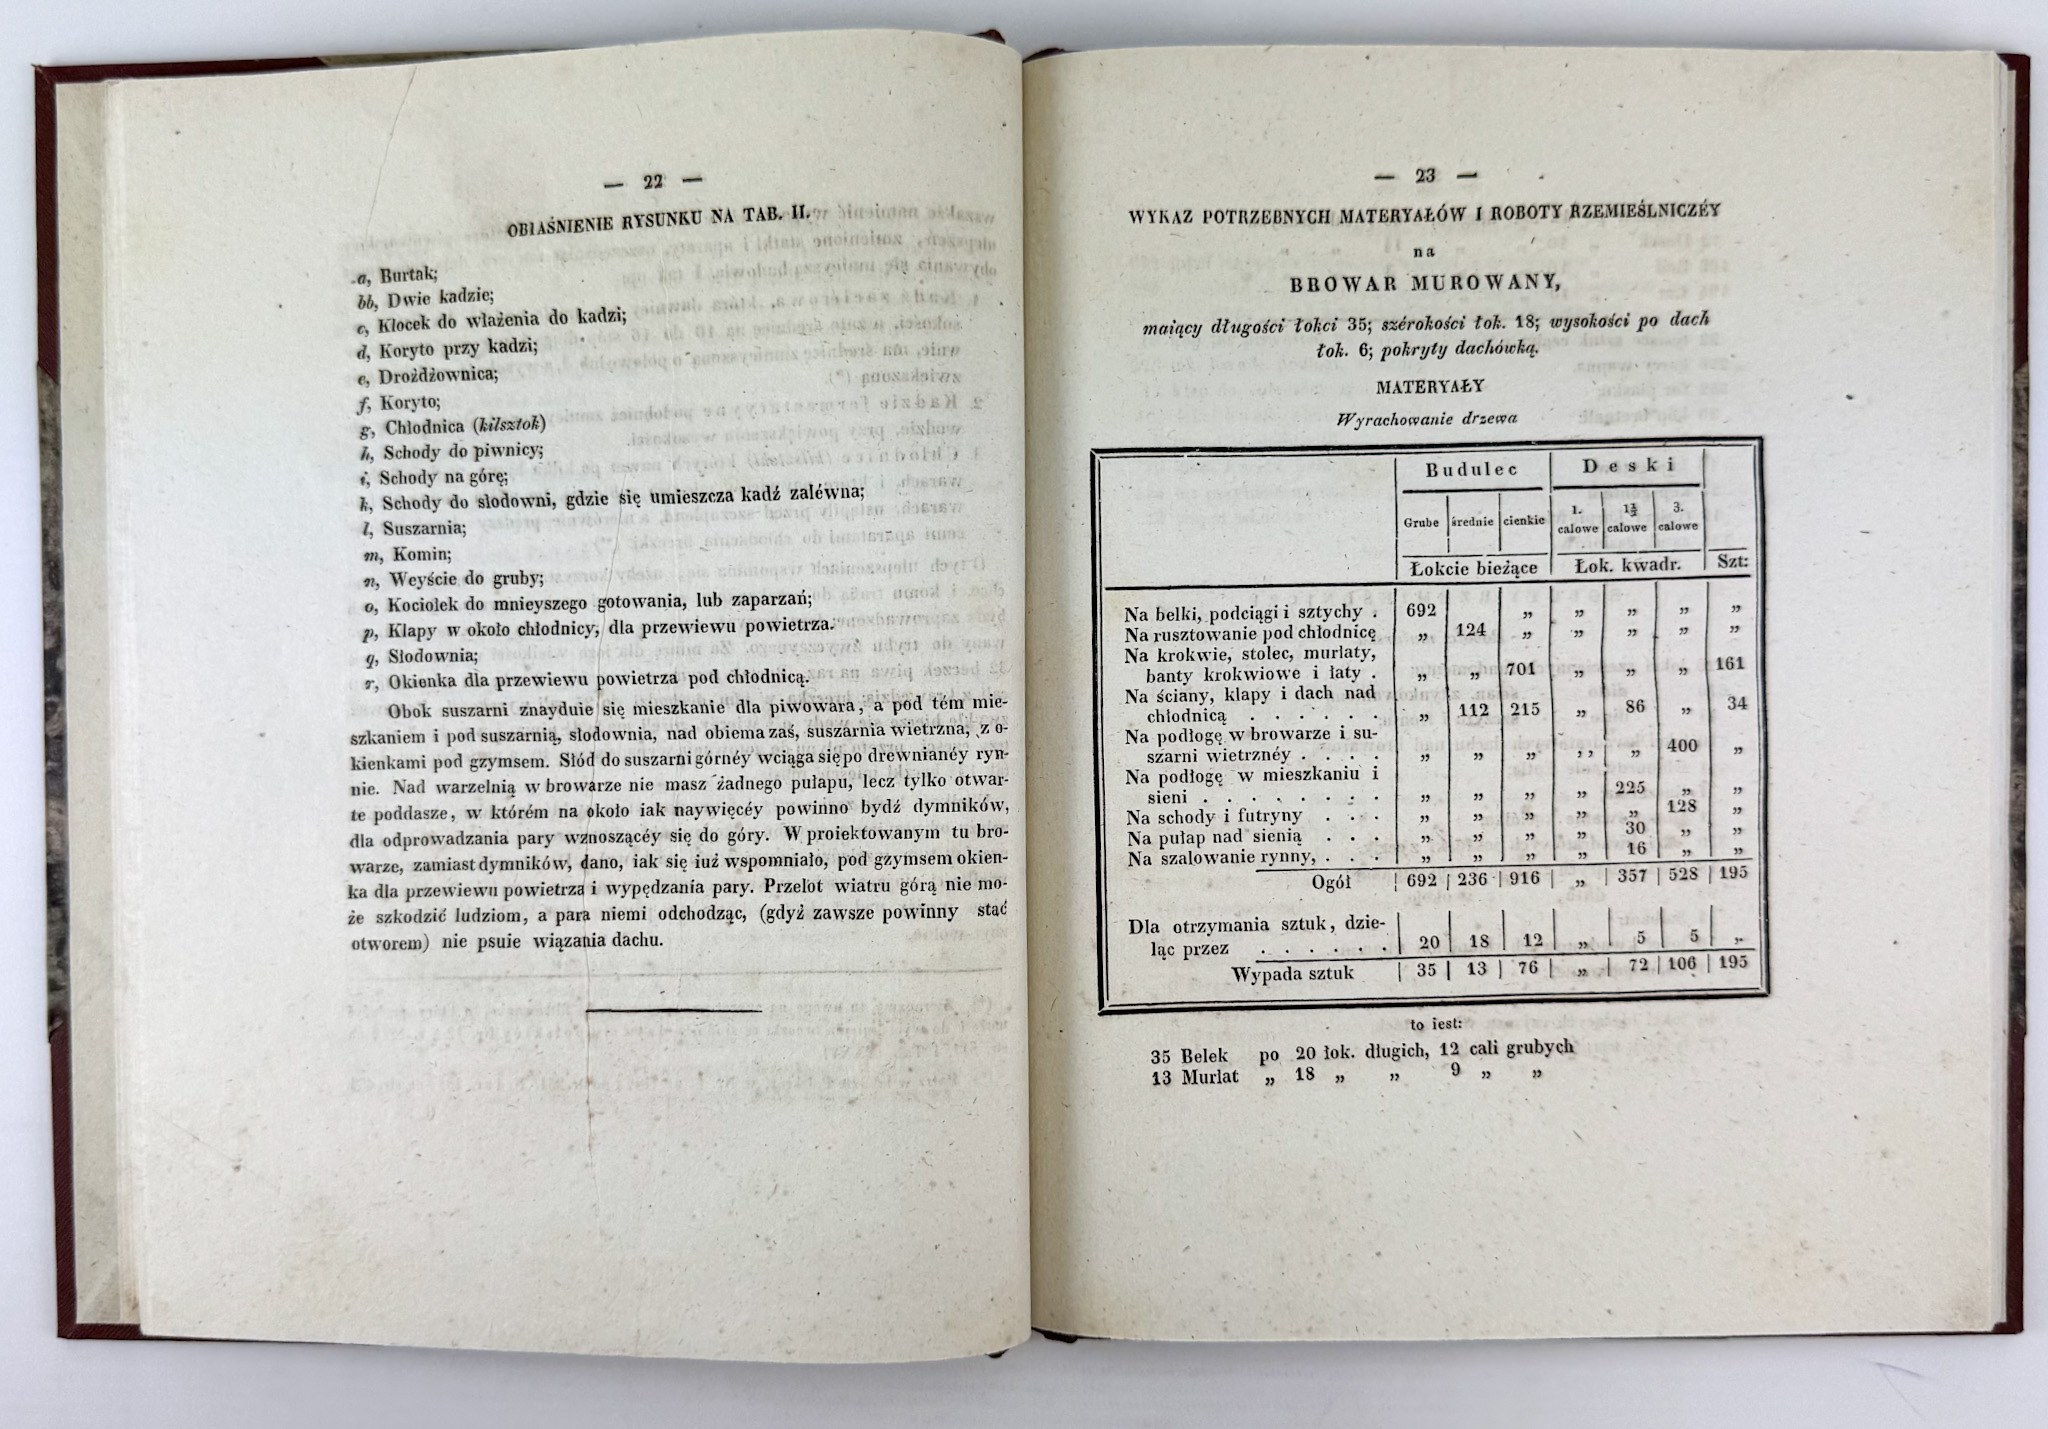 — 22 —
OBIAŚNIENIE RYSUNKU NA TAB. II.
a, Burtak;
bb, Dwie kadzie;
c, Klocek do włażenia do kadzi;
d, Koryto przy kadzi;
e, Drożdżownica;
f, Koryto;
g, Chłodnica (kilsztok)
h, Schody do piwnicy;
i, Schody na górę;
k, Schody do słodowni, gdzie się umieszcza kadź zaléwna;
l, Suszarnia;
m, Komin;
n, Weyście do gruby;
o, Kociołek do mnieyszego gotowania, lub zaparzań;
p, Klapy w około chłodnicy, dla przewiewu powietrza.
q, Słodownia;
r, Okienka dla przewiewu powietrza pod chłodnicą.
Obok suszarni znayduie się mieszkanie dla piwowara, a pod tém mie-
szkaniem i pod suszarnią, słodownia, nad obiema zaś, suszarnia wietrzna, z o-
kienkami pod gzymsem. Słód do suszarni górnéy wciąga się po drewnianéy ryn-
nie. Nad warzelnią w browarze nie masz żadnego pułapu, lecz tylko otwar-
te poddasze, w którém na około iak naywięcéy powinno bydź dymników,
dla odprowadzania pary wznoszącéy się do góry. W proiektowanym tu bro-
warze, zamiast dymników, dano, iak się iuż wspomniało, pod gzymsem okien-
ka dla przewiewu powietrza i wypędzania pary. Przelot wiatru górą nie mo-
że szkodzić ludziom, a para niemi odchodząc, (gdyż zawsze powinny stać
otworem) nie psuie wiązania dachu.
— 23 —
WYKAZ POTRZEBNYCH MATERYAŁÓW I ROBOTY RZEMIEŚLNICZÉY
na
BROWAR MUROWANY,
maiący długości łokci 35; szérokości łok. 18; wysokości po dach
łok. 6; pokryty dachówką.
MATERYAŁY
Wyrachowanie drzewa
Budulec Deski
Grube średnie cienkie 1. calowe 1½ calowe 3. calowe
Łokcie bieżące Łok. kwadr. Szt:
Na belki, podciągi i sztychy . 692 „ „ „ „ „
Na rusztowanie pod chłodnicę „ 124 „ „ „ „ „
Na krokwie, stolec, murłaty,
banty krokwiowe i łaty . „ „ 701 „ „ „ 161
Na ściany, klapy i dach nad
chłodnicą . . . . . . „ 112 215 „ 86 „ 34
Na podłogę w browarze i su-
szarni wietrznéy . . . . „ „ „ „ „ 400 „
Na podłogę w mieszkaniu i
sieni . . . . . . . . „ „ „ „ 225 „ „
Na schody i futryny . . . „ „ „ „ „ 128 „
Na pułap nad sienią . . . „ „ „ „ 30 „ „
Na szalowanie rynny, . . . „ „ „ „ 16 „ „
Ogół 692 236 916 „ 357 528 195
Dla otrzymania sztuk, dzie-
ląc przez . . . . . . 20 18 12 „ 5 5 „
Wypada sztuk 35 13 76 „ 72 106 195
to iest:
35 Belek po 20 łok. długich, 12 cali grubych
13 Murłat „ 18 „ „ 9 „ „